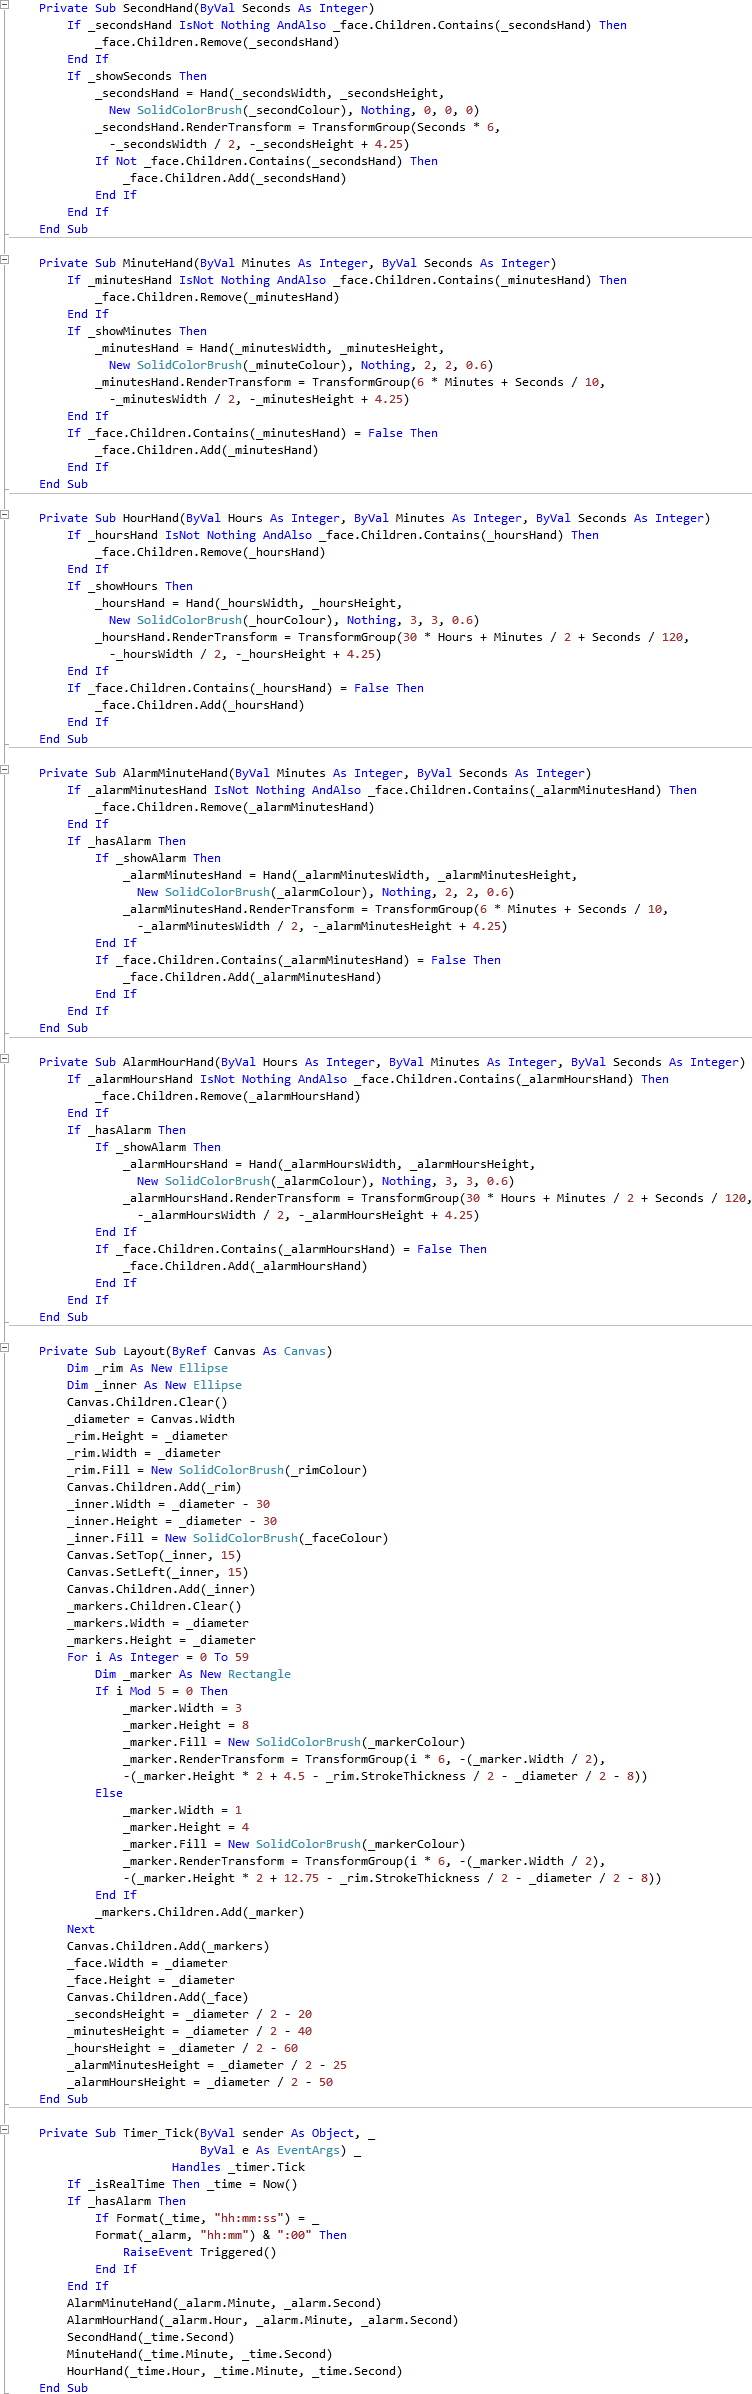 Private Sub SecondHand(ByVal Seconds As Integer)
If _secondsHand IsNot Nothing AndAlso _face.Children.Contains(_secondsHand) Then
_face.Children.Remove(_secondsHand)
End If
If _showSeconds Then
_secondsHand = Hand(_secondsWidth, _secondsHeight,
New SolidColorBrush(_secondColour), Nothing, 0, 0, 0)
_secondsHand.RenderTransform = TransformGroup(Seconds * 6,
-_secondsWidth / 2, -_secondsHeight + 4.25)
If Not _face.Children.Contains(_secondsHand) Then
_face.Children.Add(_secondsHand)
End If
End If
End Sub
Private Sub MinuteHand(ByVal Minutes As Integer, ByVal Seconds As Integer)
If _minutesHand IsNot Nothing AndAlso _face.Children.Contains(_minutesHand) Then
_face.Children.Remove(_minutesHand)
End If
If _showMinutes Then
_minutesHand = Hand(_minutesWidth, _minutesHeight,
New SolidColorBrush(_minuteColour), Nothing, 2, 2, 0.6)
_minutesHand.RenderTransform = TransformGroup(6 * Minutes + Seconds / 10,
-_minutesWidth / 2, -_minutesHeight + 4.25)
End If
If _face.Children.Contains(_minutesHand) = False Then
_face.Children.Add(_minutesHand)
End If
End Sub
Private Sub HourHand(ByVal Hours As Integer, ByVal Minutes As Integer, ByVal Seconds As Integer)
If _hoursHand IsNot Nothing AndAlso _face.Children.Contains(_hoursHand) Then
_face.Children.Remove(_hoursHand)
End If
If _showHours Then
_hoursHand = Hand(_hoursWidth, _hoursHeight,
New SolidColorBrush(_hourColour), Nothing, 3, 3, 0.6)
_hoursHand.RenderTransform = TransformGroup(30 * Hours + Minutes / 2 + Seconds / 120,
-_hoursWidth / 2, -_hoursHeight + 4.25)
End If
If _face.Children.Contains(_hoursHand) = False Then
_face.Children.Add(_hoursHand)
End If
End Sub
Private Sub AlarmMinuteHand(ByVal Minutes As Integer, ByVal Seconds As Integer)
If _alarmMinutesHand IsNot Nothing AndAlso _face.Children.Contains(_alarmMinutesHand) Then
_face.Children.Remove(_alarmMinutesHand)
End If
If _hasAlarm Then
If _showAlarm Then
_alarmMinutesHand = Hand(_alarmMinutesWidth, _alarmMinutesHeight,
New SolidColorBrush(_alarmColour), Nothing, 2, 2, 0.6)
_alarmMinutesHand.RenderTransform = TransformGroup(6 * Minutes + Seconds / 10,
-_alarmMinutesWidth / 2, -_alarmMinutesHeight + 4.25)
End If
If _face.Children.Contains(_alarmMinutesHand) = False Then
_face.Children.Add(_alarmMinutesHand)
End If
End If
End Sub
Private Sub AlarmHourHand(ByVal Hours As Integer, ByVal Minutes As Integer, ByVal Seconds As Integer)
If _alarmHoursHand IsNot Nothing AndAlso _face.Children.Contains(_alarmHoursHand) Then
_face.Children.Remove(_alarmHoursHand)
End If
If _hasAlarm Then
If _showAlarm Then
_alarmHoursHand = Hand(_alarmHoursWidth, _alarmHoursHeight,
New SolidColorBrush(_alarmColour), Nothing, 3, 3, 0.6)
_alarmHoursHand.RenderTransform = TransformGroup(30 * Hours + Minutes / 2 + Seconds / 120,
-_alarmHoursWidth / 2, -_alarmHoursHeight + 4.25)
End If
If _face.Children.Contains(_alarmHoursHand) = False Then
_face.Children.Add(_alarmHoursHand)
End If
End If
End Sub
Private Sub Layout(ByRef Canvas As Canvas)
Dim _rim As New Ellipse
Dim _inner As New Ellipse
Canvas.Children.Clear()
_diameter = Canvas.Width
_rim.Height = _diameter
_rim.Width = _diameter
_rim.Fill = New SolidColorBrush(_rimColour)
Canvas.Children.Add(_rim)
_inner.Width = _diameter - 30
_inner.Height = _diameter - 30
_inner.Fill = New SolidColorBrush(_faceColour)
Canvas.SetTop(_inner, 15)
Canvas.SetLeft(_inner, 15)
Canvas.Children.Add(_inner)
_markers.Children.Clear()
_markers.Width = _diameter
_markers.Height = _diameter
For i As Integer = 0 To 59
Dim _marker As New Rectangle
If i Mod 5 = 0 Then
_marker.Width = 3
_marker.Height = 8
_marker.Fill = New SolidColorBrush(_markerColour)
_marker.RenderTransform = TransformGroup(i * 6, -(_marker.Width / 2),
-(_marker.Height * 2 + 4.5 - _rim.StrokeThickness / 2 - _diameter / 2 - 8))
Else
_marker.Width = 1
_marker.Height = 4
_marker.Fill = New SolidColorBrush(_markerColour)
_marker.RenderTransform = TransformGroup(i * 6, -(_marker.Width / 2),
-(_marker.Height * 2 + 12.75 - _rim.StrokeThickness / 2 - _diameter / 2 - 8))
End If
_markers.Children.Add(_marker)
Next
Canvas.Children.Add(_markers)
_face.Width = _diameter
_face.Height = _diameter
Canvas.Children.Add(_face)
_secondsHeight = _diameter / 2 - 20
_minutesHeight = _diameter / 2 - 40
_hoursHeight = _diameter / 2 - 60
_alarmMinutesHeight = _diameter / 2 - 25
_alarmHoursHeight = _diameter / 2 - 50
End Sub
Private Sub Timer_Tick(ByVal sender As Object, _
ByVal e As EventArgs) _
Handles _timer.Tick
If _isRealTime Then _time = Now()
If _hasAlarm Then
If Format(_time, "hh:mm:ss") = _
Format(_alarm, "hh:mm") & ":00" Then
RaiseEvent Triggered()
End If
End If
AlarmMinuteHand(_alarm.Minute, _alarm.Second)
AlarmHourHand(_alarm.Hour, _alarm.Minute, _alarm.Second)
SecondHand(_time.Second)
MinuteHand(_time.Minute, _time.Second)
HourHand(_time.Hour, _time.Minute, _time.Second)
End Sub